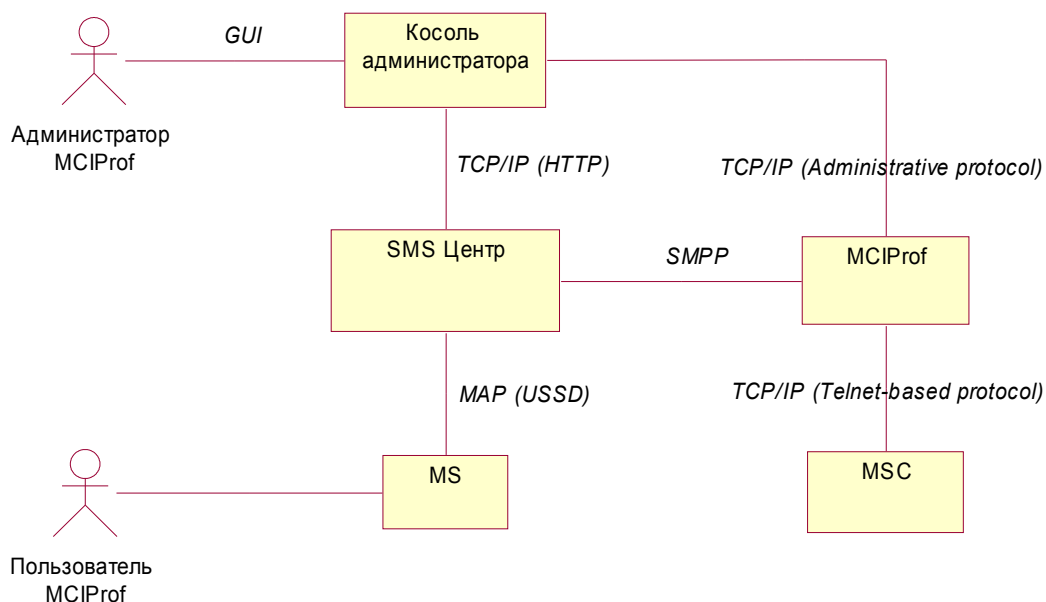 GUI
Косоль
администратора
Администратор
MCIProf
TCP/IP (HTTP)
TCP/IP (Administrative protocol)
SMS Центр
SMPP
MCIProf
MAP (USSD)
TCP/IP (Telnet-based protocol)
MS
MSC
Пользователь
MCIProf